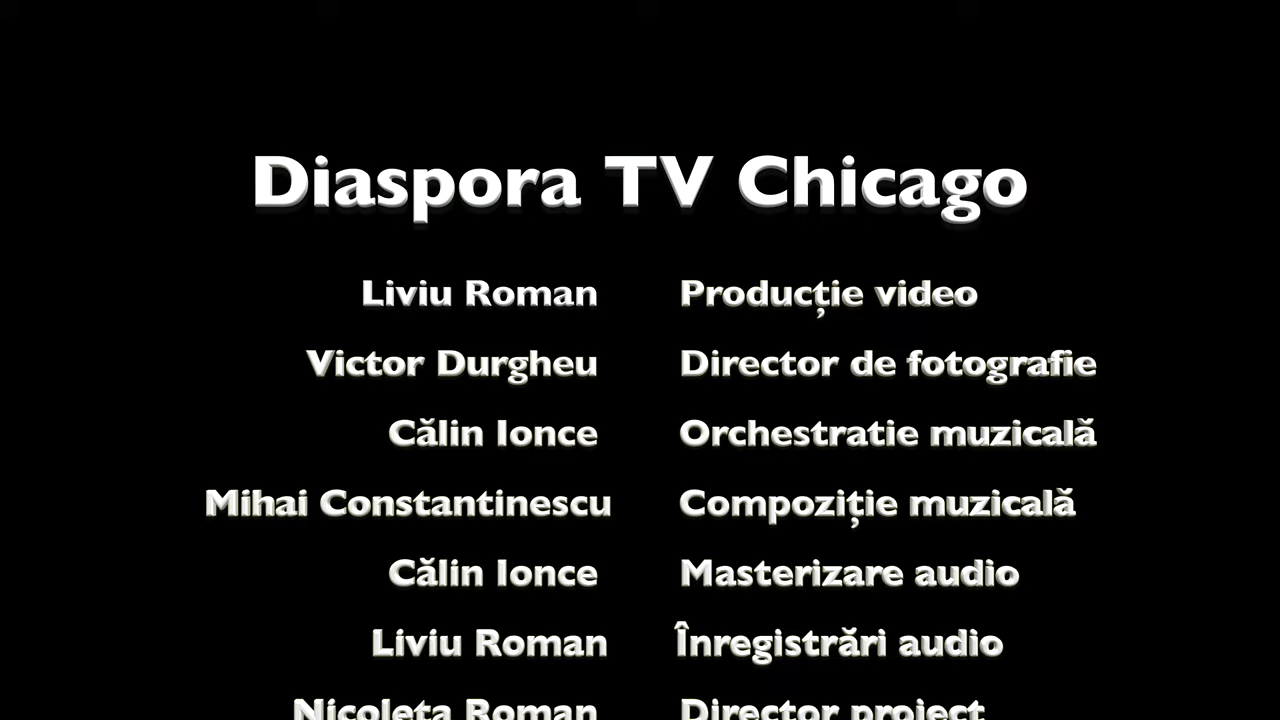 Diaspora TV Chicago
Liviu Roman Producție video
Victor Durgheu Director de fotografie
Călin Ionce Orchestratie muzicală
Mihai Constantinescu Compoziție muzicală
Călin Ionce Masterizare audio
Liviu Roman Înregistrări audio
Nicoleta Roman Director proiect